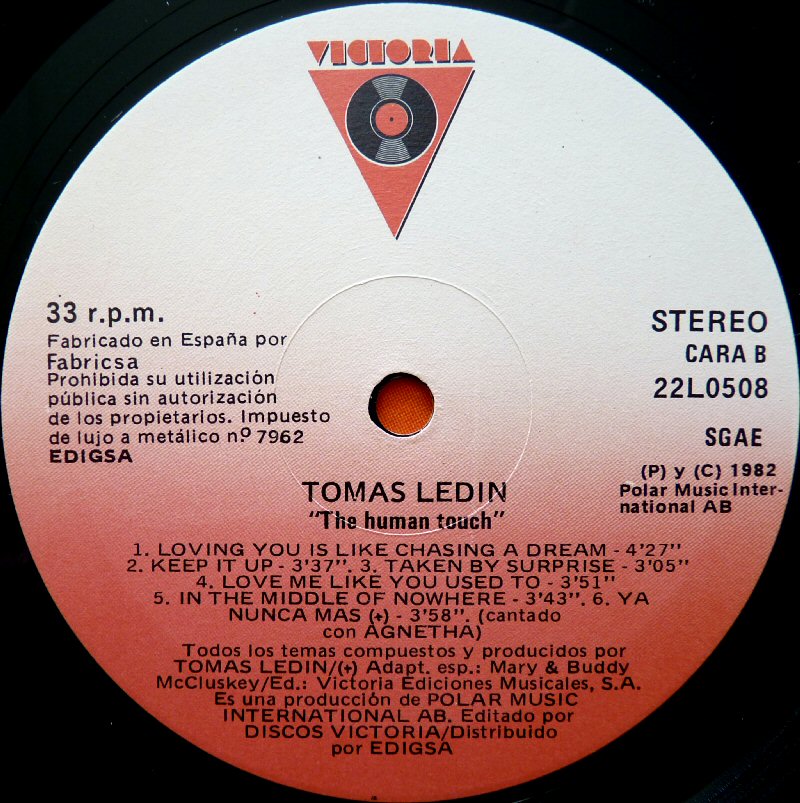 VICTORIA
33 r.p.m.
Fabricado en España por
Fabricsa
Prohibida su utilización
pública sin autorización
de los propietarios. Impuesto
de lujo a metálico nº 7962
EDIGSA
STEREO
CARA B
22L0508
SGAE
(P) y (C) 1982
Polar Music Inter-
national AB
TOMAS LEDIN
"The human touch"
1. LOVING YOU IS LIKE CHASING A DREAM - 4'27''
2. KEEP IT UP - 3'37". 3. TAKEN BY SURPRISE - 3'05"
4. LOVE ME LIKE YOU USED TO - 3'51"
5. IN THE MIDDLE OF NOWHERE - 3'43". 6. YA
NUNCA MAS (+) - 3'58". (cantado
con AGNETHA)
Todos los temas compuestos y producidos por
TOMAS LEDIN/(+) Adapt. esp.: Mary & Buddy
McCluskey/Ed.: Victoria Ediciones Musicales, S.A.
Es una producción de POLAR MUSIC
INTERNATIONAL AB. Editado por
DISCOS VICTORIA/Distribuido
por EDIGSA